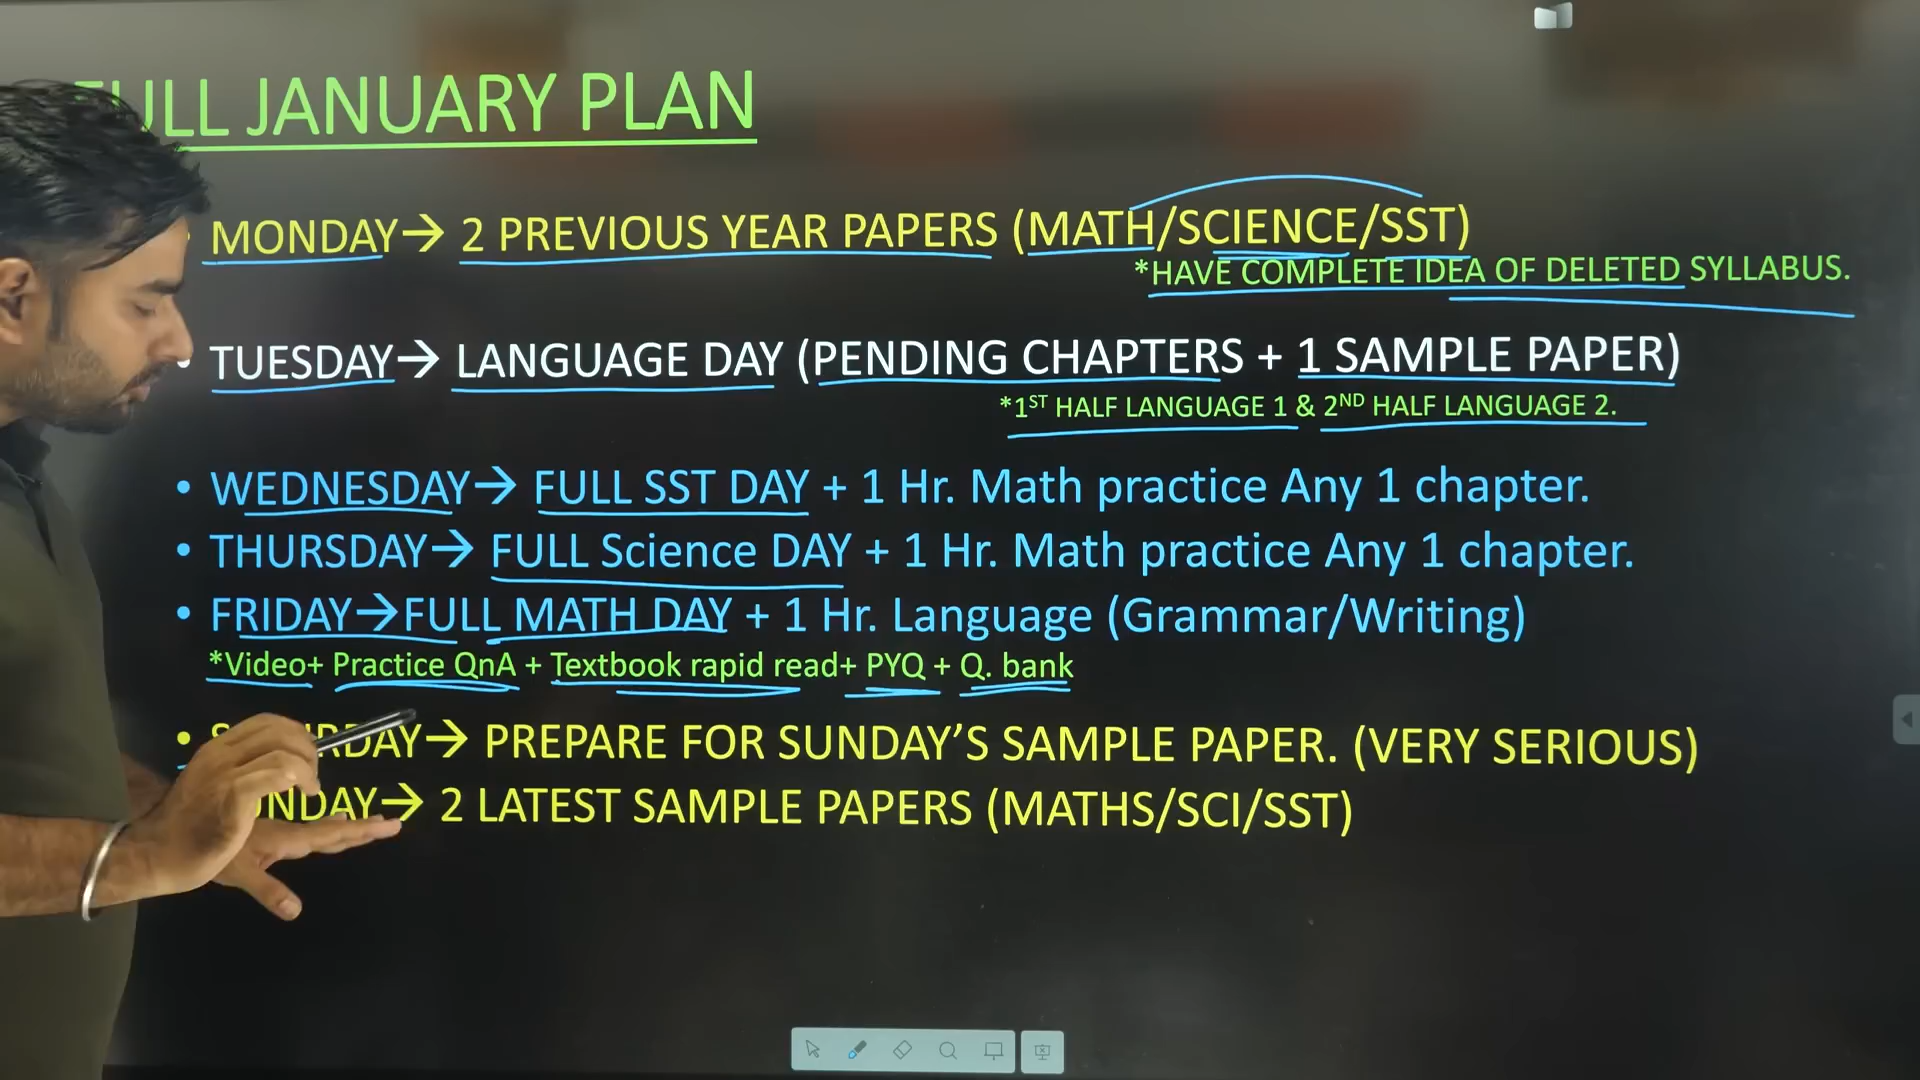 FULL JANUARY PLAN
• MONDAY→ 2 PREVIOUS YEAR PAPERS (MATH/SCIENCE/SST)
*HAVE COMPLETE IDEA OF DELETED SYLLABUS.
• TUESDAY→ LANGUAGE DAY (PENDING CHAPTERS + 1 SAMPLE PAPER)
*1ST HALF LANGUAGE 1 & 2ND HALF LANGUAGE 2.
• WEDNESDAY→ FULL SST DAY + 1 Hr. Math practice Any 1 chapter.
• THURSDAY→ FULL Science DAY + 1 Hr. Math practice Any 1 chapter.
• FRIDAY→FULL MATH DAY + 1 Hr. Language (Grammar/Writing)
*Video+ Practice QnA + Textbook rapid read+ PYQ + Q. bank
• SATURDAY→ PREPARE FOR SUNDAY’S SAMPLE PAPER. (VERY SERIOUS)
SUNDAY→ 2 LATEST SAMPLE PAPERS (MATHS/SCI/SST)